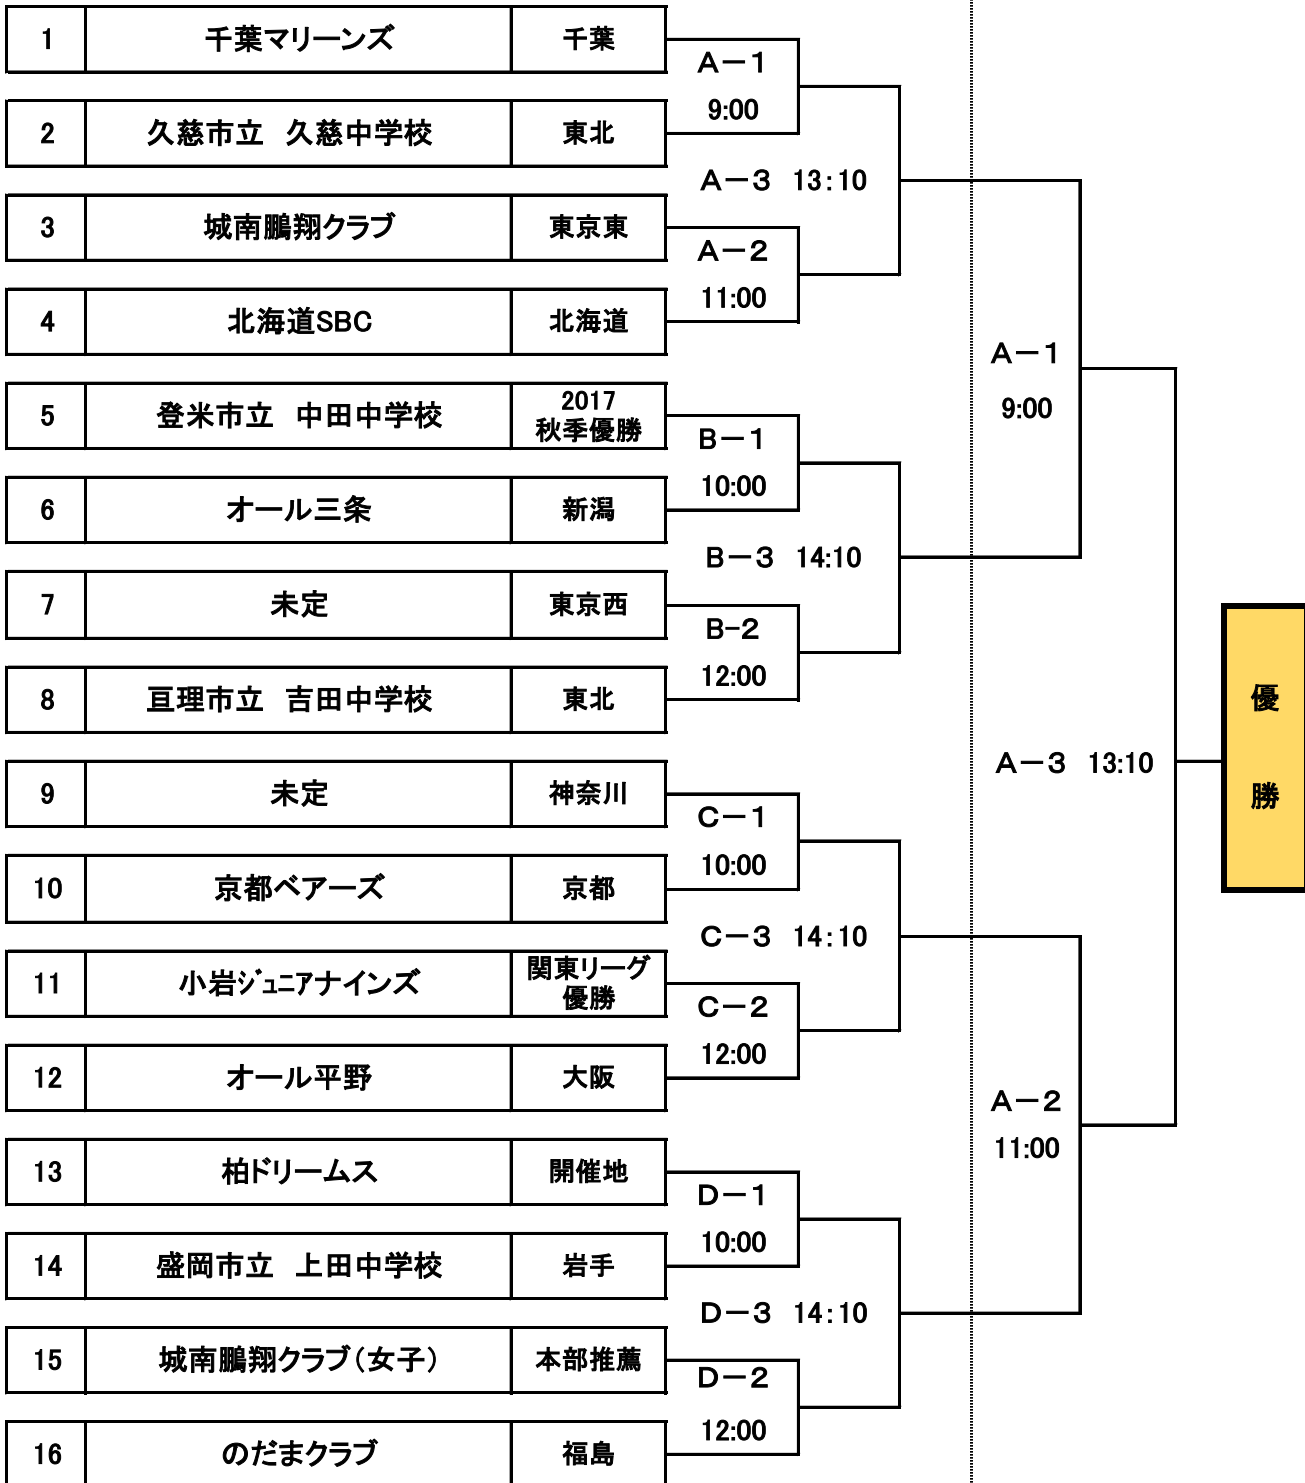 1 千葉マリーンズ 千葉
A－1
9:00
2 久慈市立　久慈中学校 東北
A－3 13：10
3 城南鵬翔クラブ 東京東
A－2
11:00
4 北海道SBC 北海道
A－1
9:00
5 登米市立　中田中学校 2017
秋季優勝
B－1
10:00
6 オール三条 新潟
B－3 14:10
7 未定 東京西
B-2
12:00
8 亘理市立　吉田中学校 東北
優
勝
A－3 13:10
9 未定 神奈川
C－1
10:00
10 京都ベアーズ 京都
C－3 14：10
11 小岩ｼﾞｭﾆｱナインズ 関東リーグ
優勝
C－2
12:00
12 オール平野 大阪
A－2
11:00
13 柏ドリームス 開催地
D－1
10:00
14 盛岡市立　上田中学校 岩手
D－3 14：10
15 城南鵬翔クラブ（女子） 本部推薦
D－2
12:00
16 のだまクラブ 福島